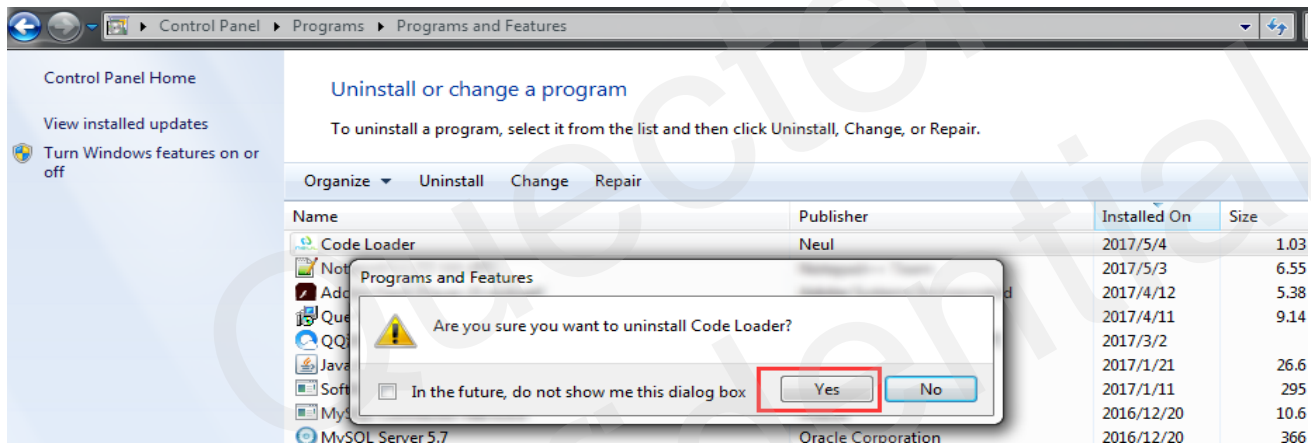 Control Panel ▸ Programs ▸ Programs and Features
Control Panel Home
View installed updates
Turn Windows features on or
off
Uninstall or change a program
To uninstall a program, select it from the list and then click Uninstall, Change, or Repair.
Organize Uninstall Change Repair
Name Publisher Installed On Size
Code Loader Neul 2017/5/4 1.03
Not 2017/5/3 6.55
Ado 2017/4/12 5.38
Que 2017/4/11 9.14
QQ 2017/3/2
Java 2017/1/21 26.6
Soft 2017/1/11 295
MyS 2016/12/20 10.6
MySQL Server 5.7 Oracle Corporation 2016/12/20 366
Programs and Features
Are you sure you want to uninstall Code Loader?
In the future, do not show me this dialog box Yes No